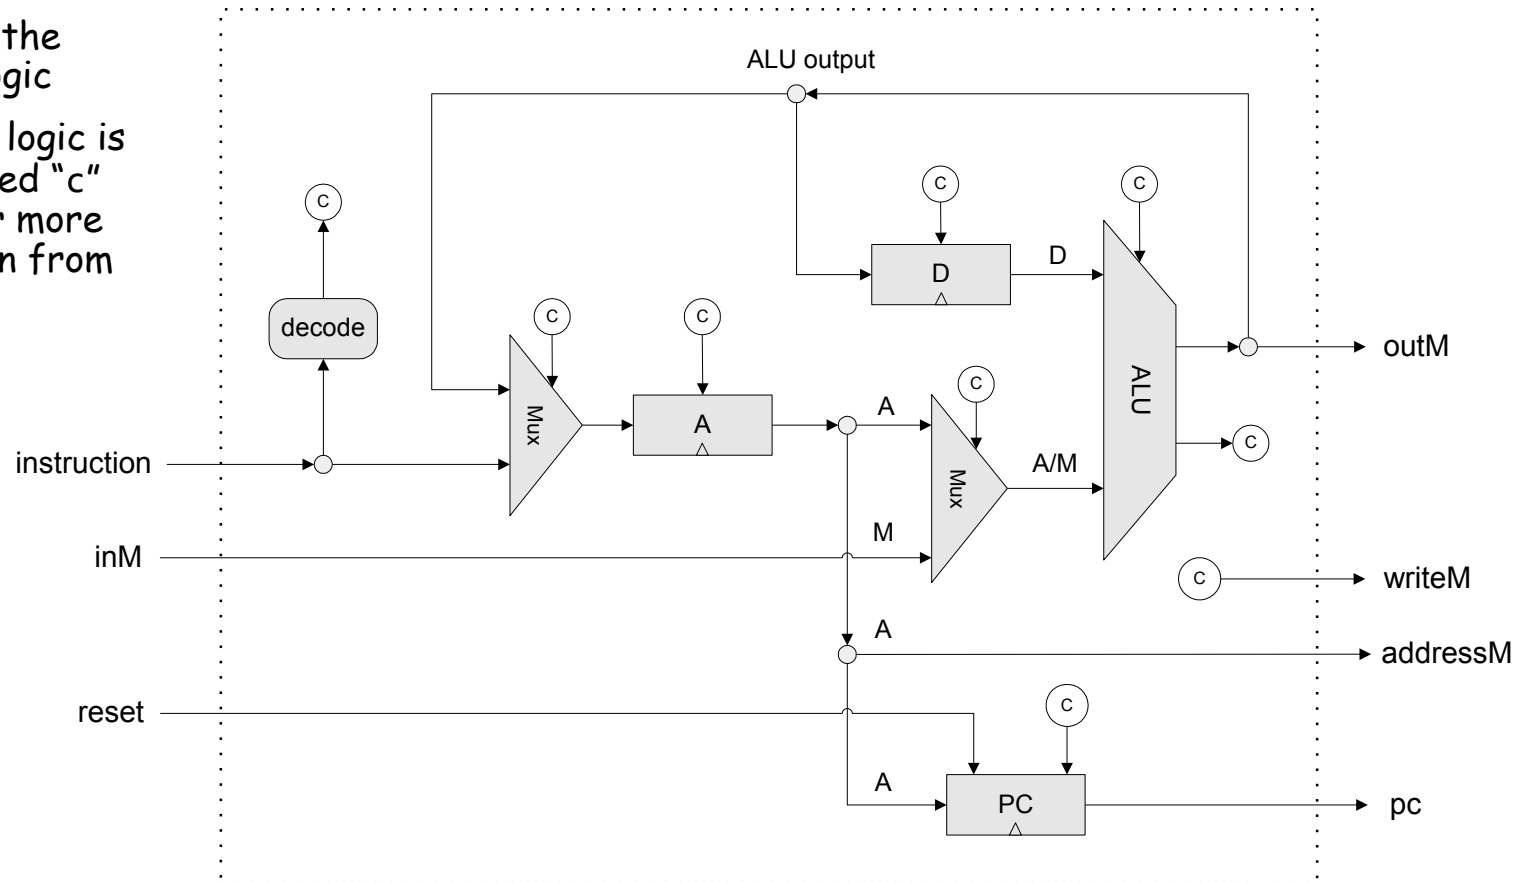 the
ogic
logic is
ed “c”
r more
n from
ALU output
C
C
C
decode
D
D
C
C
Mux
A
A
C
Mux
A/M
ALU
outM
C
instruction
inM
M
C
writeM
A
addressM
reset
C
A
PC
pc